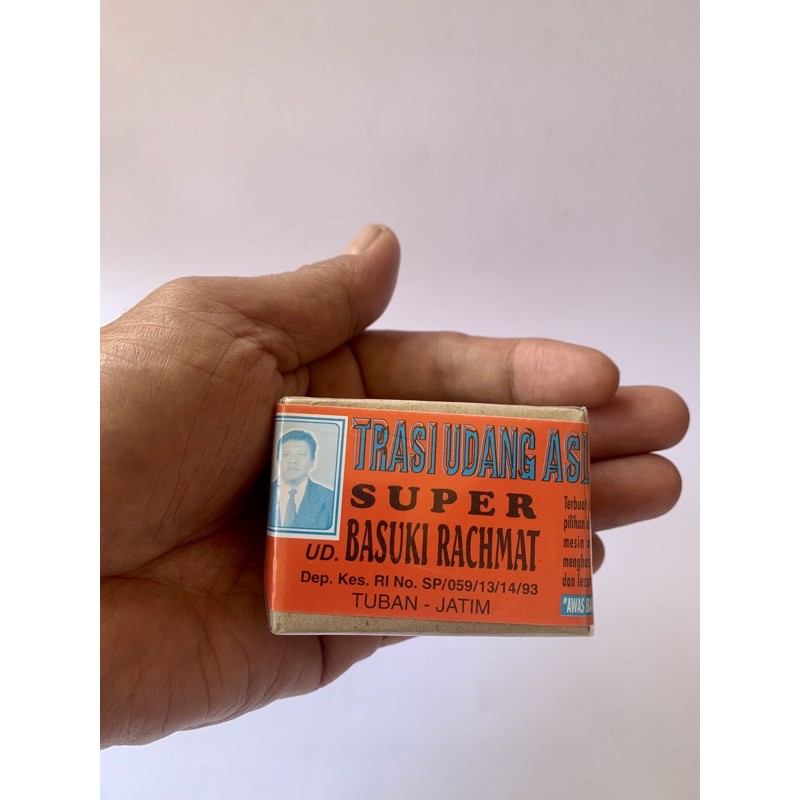 TRASI UDANG ASL
SUPER
UD. BASUKI RACHMAT
Dep. Kes. RI No. SP/059/13/14/93
TUBAN - JATIM
Terbuat
pilihan
mesin
dan
"AWAS